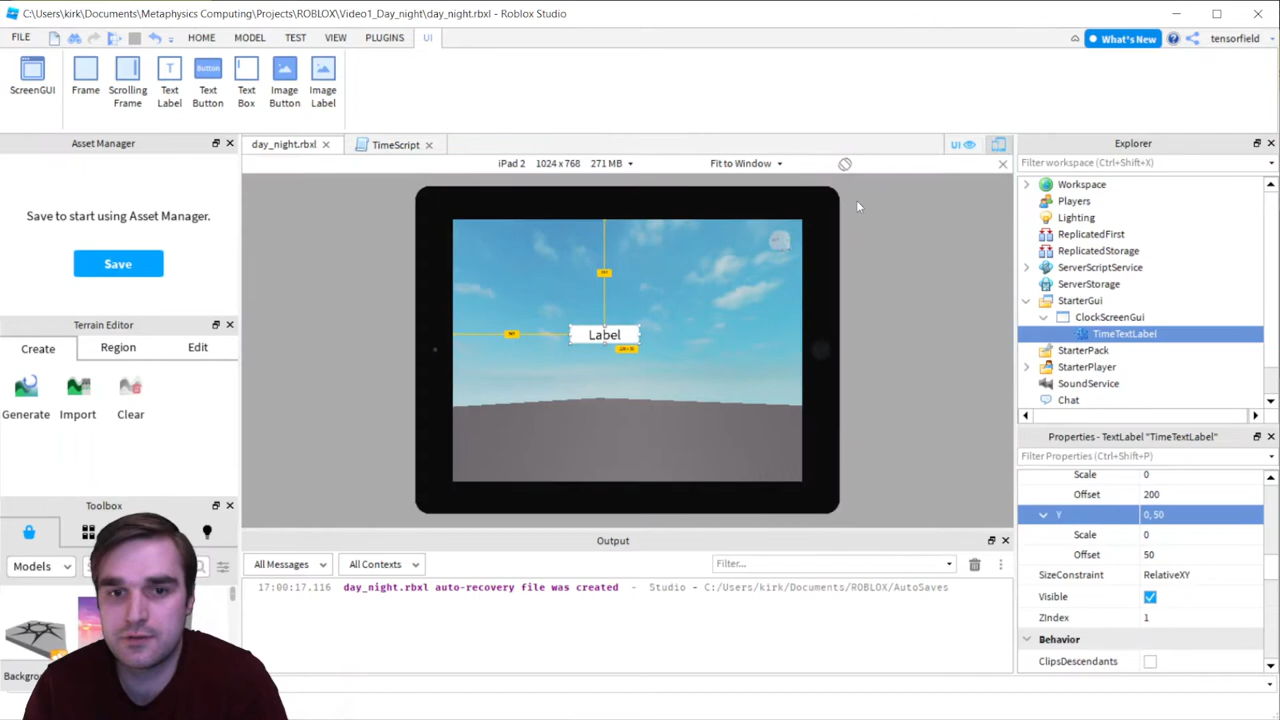 C:\Users\kirk\Documents\Metaphysics Computing\Projects\ROBLOX\Video1_Day_night\day_night.rbxl - Roblox Studio
FILE HOME MODEL TEST VIEW PLUGINS UI What's New tensorfield
ScreenGUI
Frame
Scrolling Frame
Text Label
Button
Text Button
Text Box
Image Button
Image Label
Asset Manager
Save to start using Asset Manager.
Save
Terrain Editor
Create Region Edit
Generate Import Clear
Toolbox
Models
Backgro
day_night.rbxl TimeScript UI
iPad 2 1024 x 768 271 MB Fit to Window
Label
Output
All Messages All Contexts Filter...
17:00:17.116 day_night.rbxl auto-recovery file was created - Studio - C:/Users/kirk/Documents/ROBLOX/AutoSaves
Explorer
Filter workspace (Ctrl+Shift+X)
Workspace
Players
Lighting
ReplicatedFirst
ReplicatedStorage
ServerScriptService
ServerStorage
StarterGui
ClockScreenGui
TimeTextLabel
StarterPack
StarterPlayer
SoundService
Chat
Properties - TextLabel "TimeTextLabel"
Filter Properties (Ctrl+Shift+P)
Scale 0
Offset 200
Y 0, 50
Scale 0
Offset 50
SizeConstraint RelativeXY
Visible
ZIndex 1
Behavior
ClipsDescendants